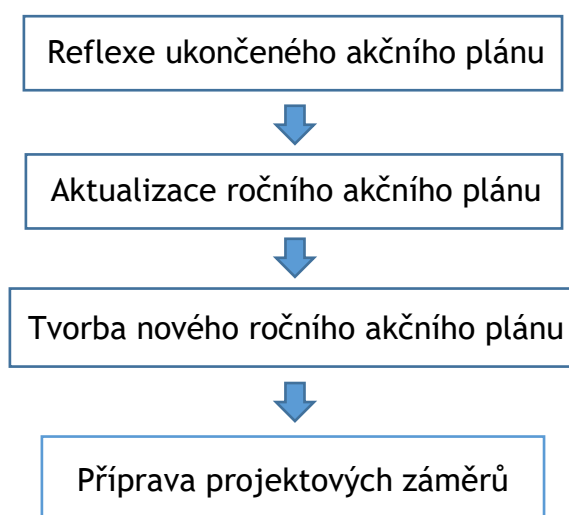 Reflexe ukončeného akčního plánu
Aktualizace ročního akčního plánu
Tvorba nového ročního akčního plánu
Příprava projektových záměrů